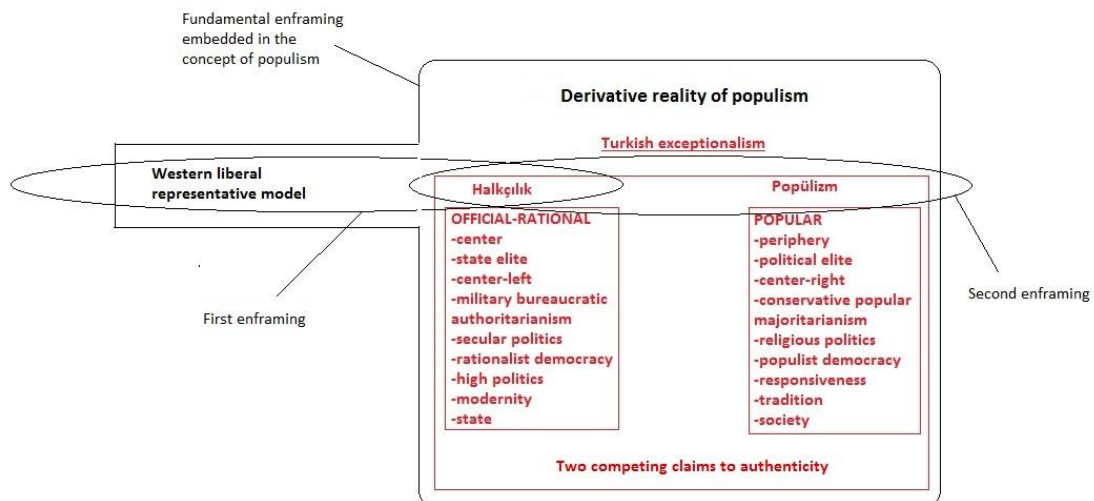 Fundamental enframing
embedded in the
concept of populism
Derivative reality of populism
Turkish exceptionalism
Western liberal
representative model
Halkçılık
Popülizm
OFFICIAL-RATIONAL
-center
-state elite
-center-left
-military bureaucratic
authoritarianism
-secular politics
-rationalist democracy
-high politics
-modernity
-state
POPULAR
-periphery
-political elite
-center-right
-conservative popular
majoritarianism
-religious politics
-populist democracy
-responsiveness
-tradition
-society
First enframing
Second enframing
Two competing claims to authenticity